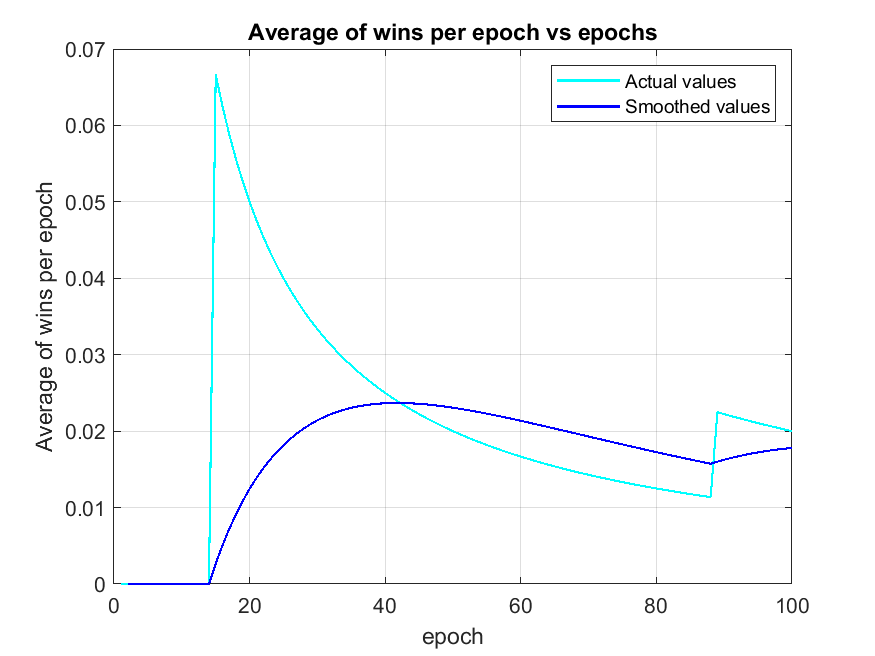 Average of wins per epoch vs epochs
Actual values
Smoothed values
Average of wins per epoch
0.07
0.06
0.05
0.04
0.03
0.02
0.01
0
0 20 40 60 80 100
epoch